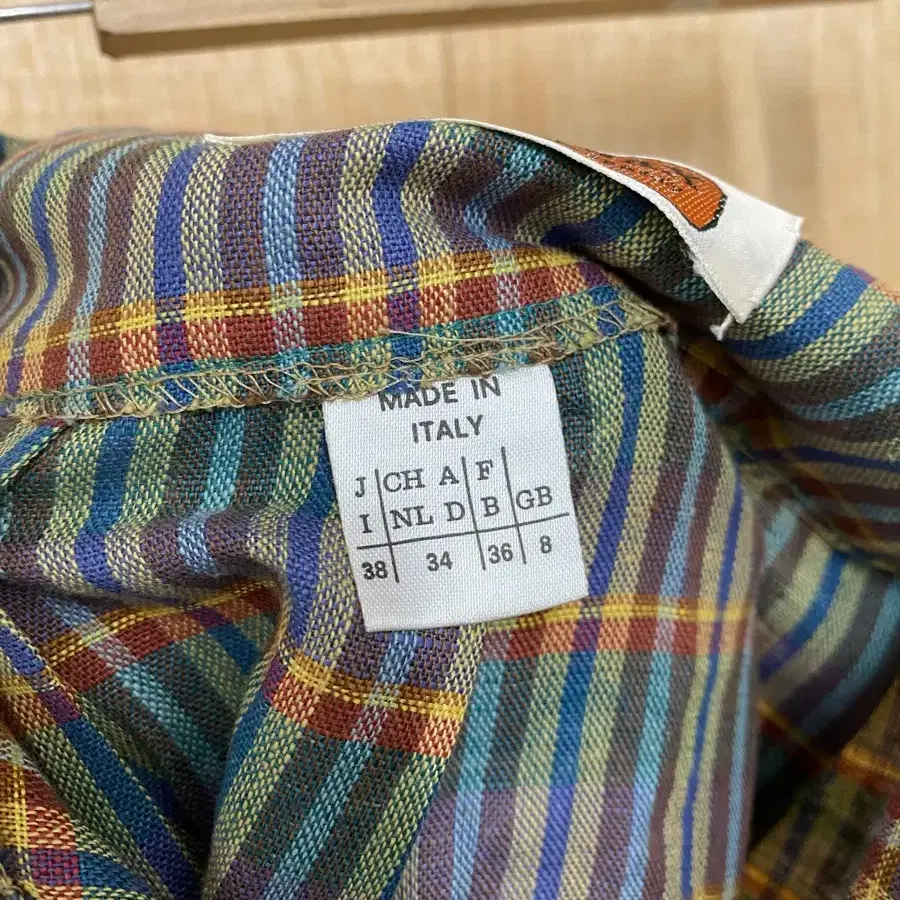 MADE IN
ITALY
J CH A F
I NL D B GB
38 34 36 8